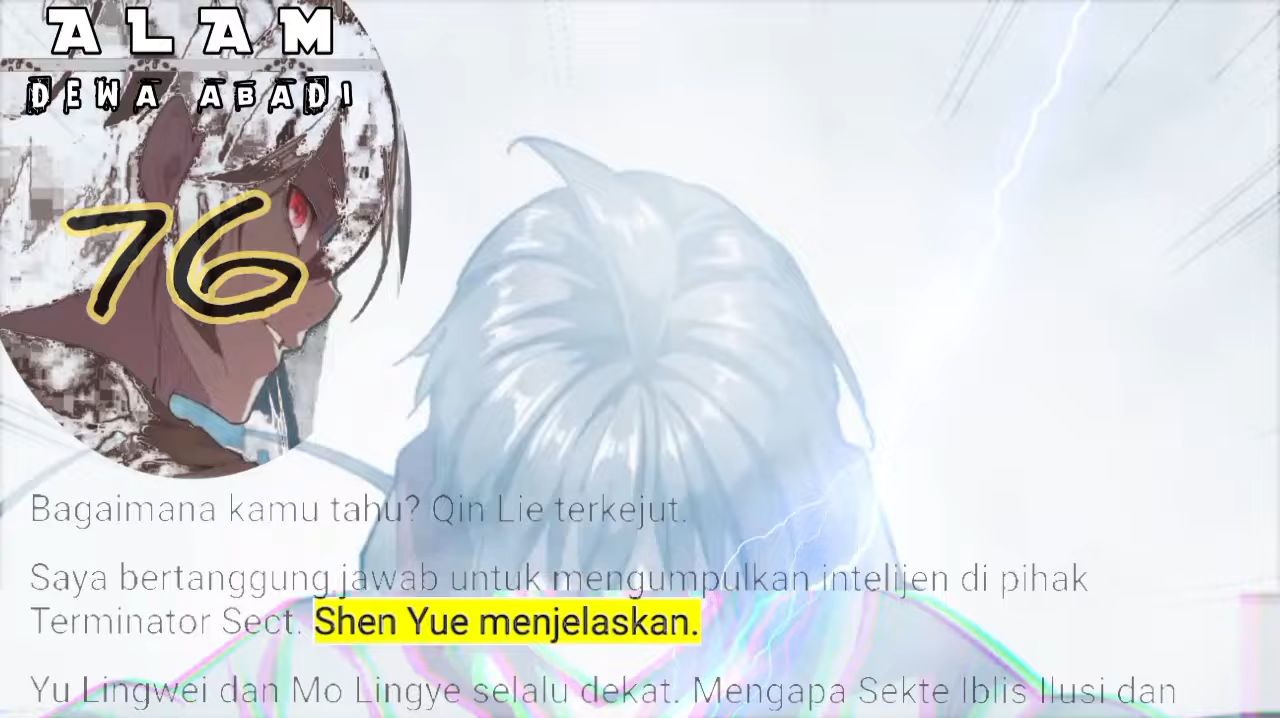 ALAM
DEWA ABADI
76
Bagaimana kamu tahu? Qin Lie terkejut.
Saya bertanggung jawab untuk mengumpulkan intelijen di pihak
Terminator Sect. Shen Yue menjelaskan.
Yu Lingwei dan Mo Lingye selalu dekat. Mengapa Sekte Iblis Ilusi dan